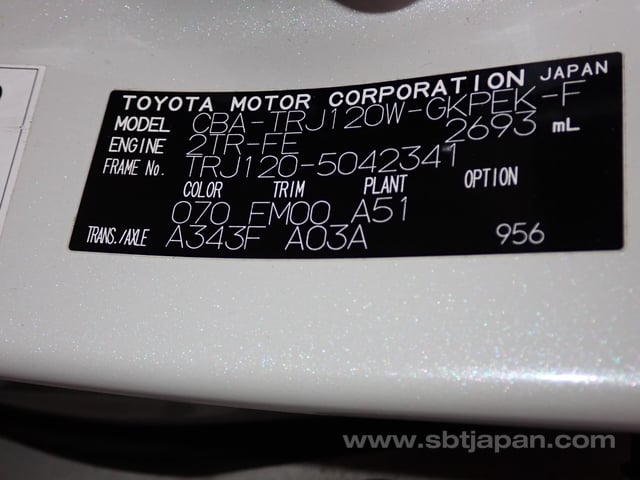 TOYOTA MOTOR CORPORATION JAPAN
MODEL CBA-TRJ120W-GKPEK-F
ENGINE 2TR-FE 2693 mL
FRAME No. TRJ120-5042341
COLOR TRIM PLANT OPTION
070 FM00 A51
TRANS./AXLE A343F A03A 956
www.sbtjapan.com